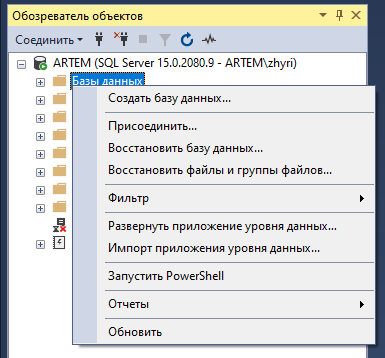 Обозреватель объектов
Соединить
ARTEM (SQL Server 15.0.2080.9 - ARTEM\zhyri)
Базы данных
Создать базу данных...
Присоединить...
Восстановить базу данных...
Восстановить файлы и группы файлов...
Фильтр
Развернуть приложение уровня данных...
Импорт приложения уровня данных...
Запустить PowerShell
Отчеты
Обновить